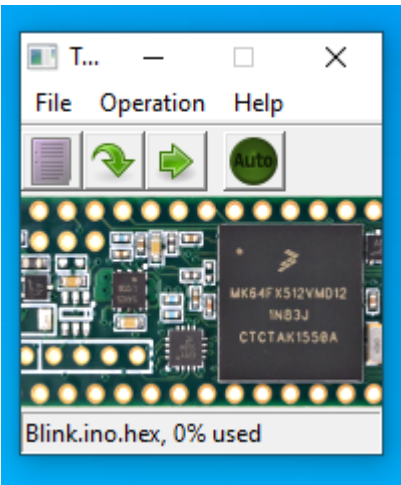 T...
File Operation Help
Auto
MK64FX512VMD12
1N83J
CTCTAK1550A
Blink.ino.hex, 0% used